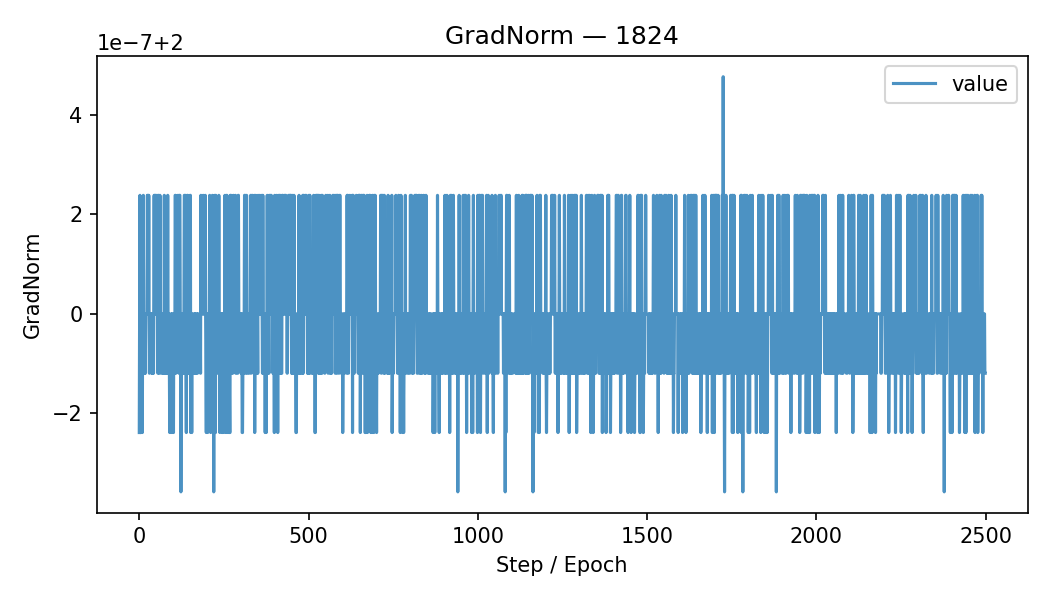 GradNorm — 1824
1e−7+2
value
4
2
0
−2
GradNorm
0 500 1000 1500 2000 2500
Step / Epoch